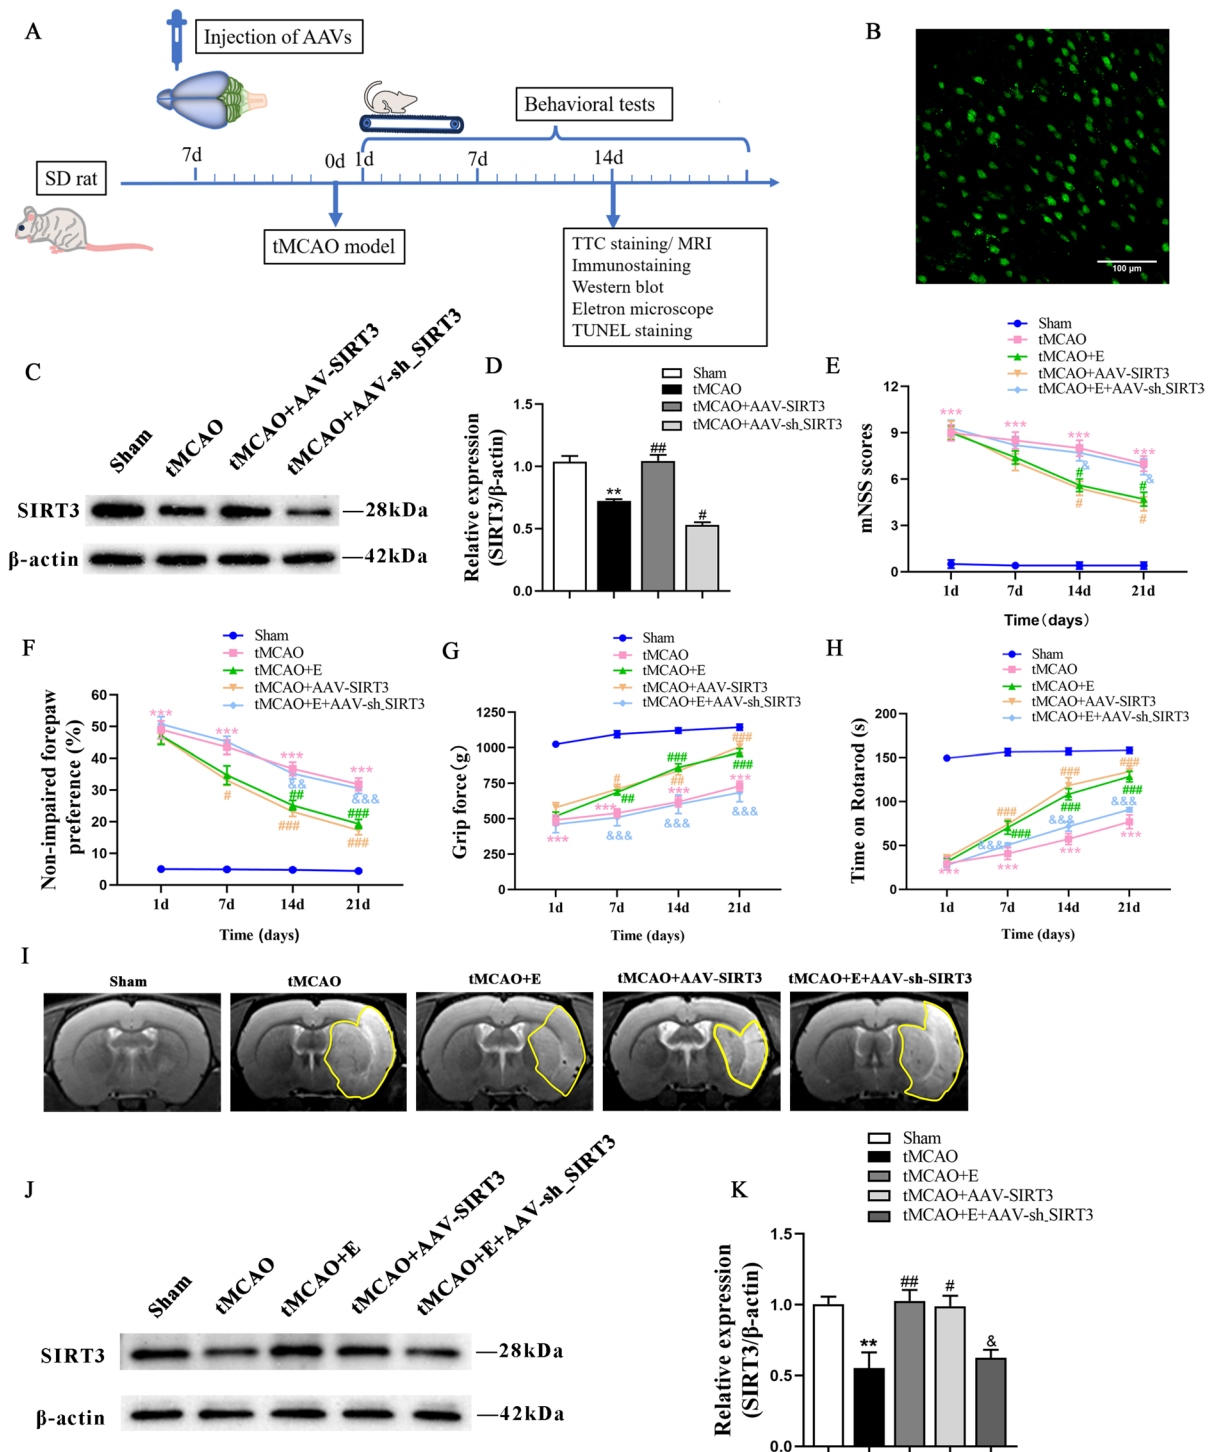 A
Injection of AAVs
Behavioral tests
7d
0d
1d
7d
14d
SD rat
tMCAO model
TTC staining/ MRI
Immunostaining
Western blot
Eletron microscope
TUNEL staining
B
100 μm
C
Sham
tMCAO
tMCAO+AAV-SIRT3
tMCAO+AAV-sh_SIRT3
SIRT3
—28kDa
β-actin
—42kDa
D
Sham
tMCAO
tMCAO+AAV-SIRT3
tMCAO+AAV-sh_SIRT3
Relative expression
(SIRT3/β-actin)
1.5
1.0
0.5
0.0
**
##
#
E
Sham
tMCAO
tMCAO+E
tMCAO+AAV-SIRT3
tMCAO+E+AAV-sh_SIRT3
mNSS scores
12
9
6
3
0
***
***
***
***
&
&
#
#
#
#
1d
7d
14d
21d
Time(days)
F
Sham
tMCAO
tMCAO+E
tMCAO+AAV-SIRT3
tMCAO+E+AAV-sh_SIRT3
Non-impaired forepaw
preference (%)
60
50
40
30
20
10
0
***
***
***
***
&&
&&&
##
###
#
###
###
1d
7d
14d
21d
Time (days)
G
Sham
tMCAO
tMCAO+E
tMCAO+AAV-SIRT3
tMCAO+E+AAV-sh_SIRT3
Grip force (g)
1250
1000
750
500
250
0
###
###
###
#
##
##
***
***
***
***
&&&
&&&
&&&
1d
7d
14d
21d
Time (days)
H
Sham
tMCAO
tMCAO+E
tMCAO+AAV-SIRT3
tMCAO+E+AAV-sh_SIRT3
Time on Rotarod (s)
200
150
100
50
0
###
###
###
###
###
###
&&&
&&&
&&&
***
***
***
***
1d
7d
14d
21d
Time (days)
I
Sham
tMCAO
tMCAO+E
tMCAO+AAV-SIRT3
tMCAO+E+AAV-sh-SIRT3
J
Sham
tMCAO
tMCAO+E
tMCAO+AAV-SIRT3
tMCAO+E+AAV-sh_SIRT3
SIRT3
—28kDa
β-actin
—42kDa
K
Sham
tMCAO
tMCAO+E
tMCAO+AAV-SIRT3
tMCAO+E+AAV-sh_SIRT3
Relative expression
(SIRT3/β-actin)
1.5
1.0
0.5
0.0
**
##
#
&